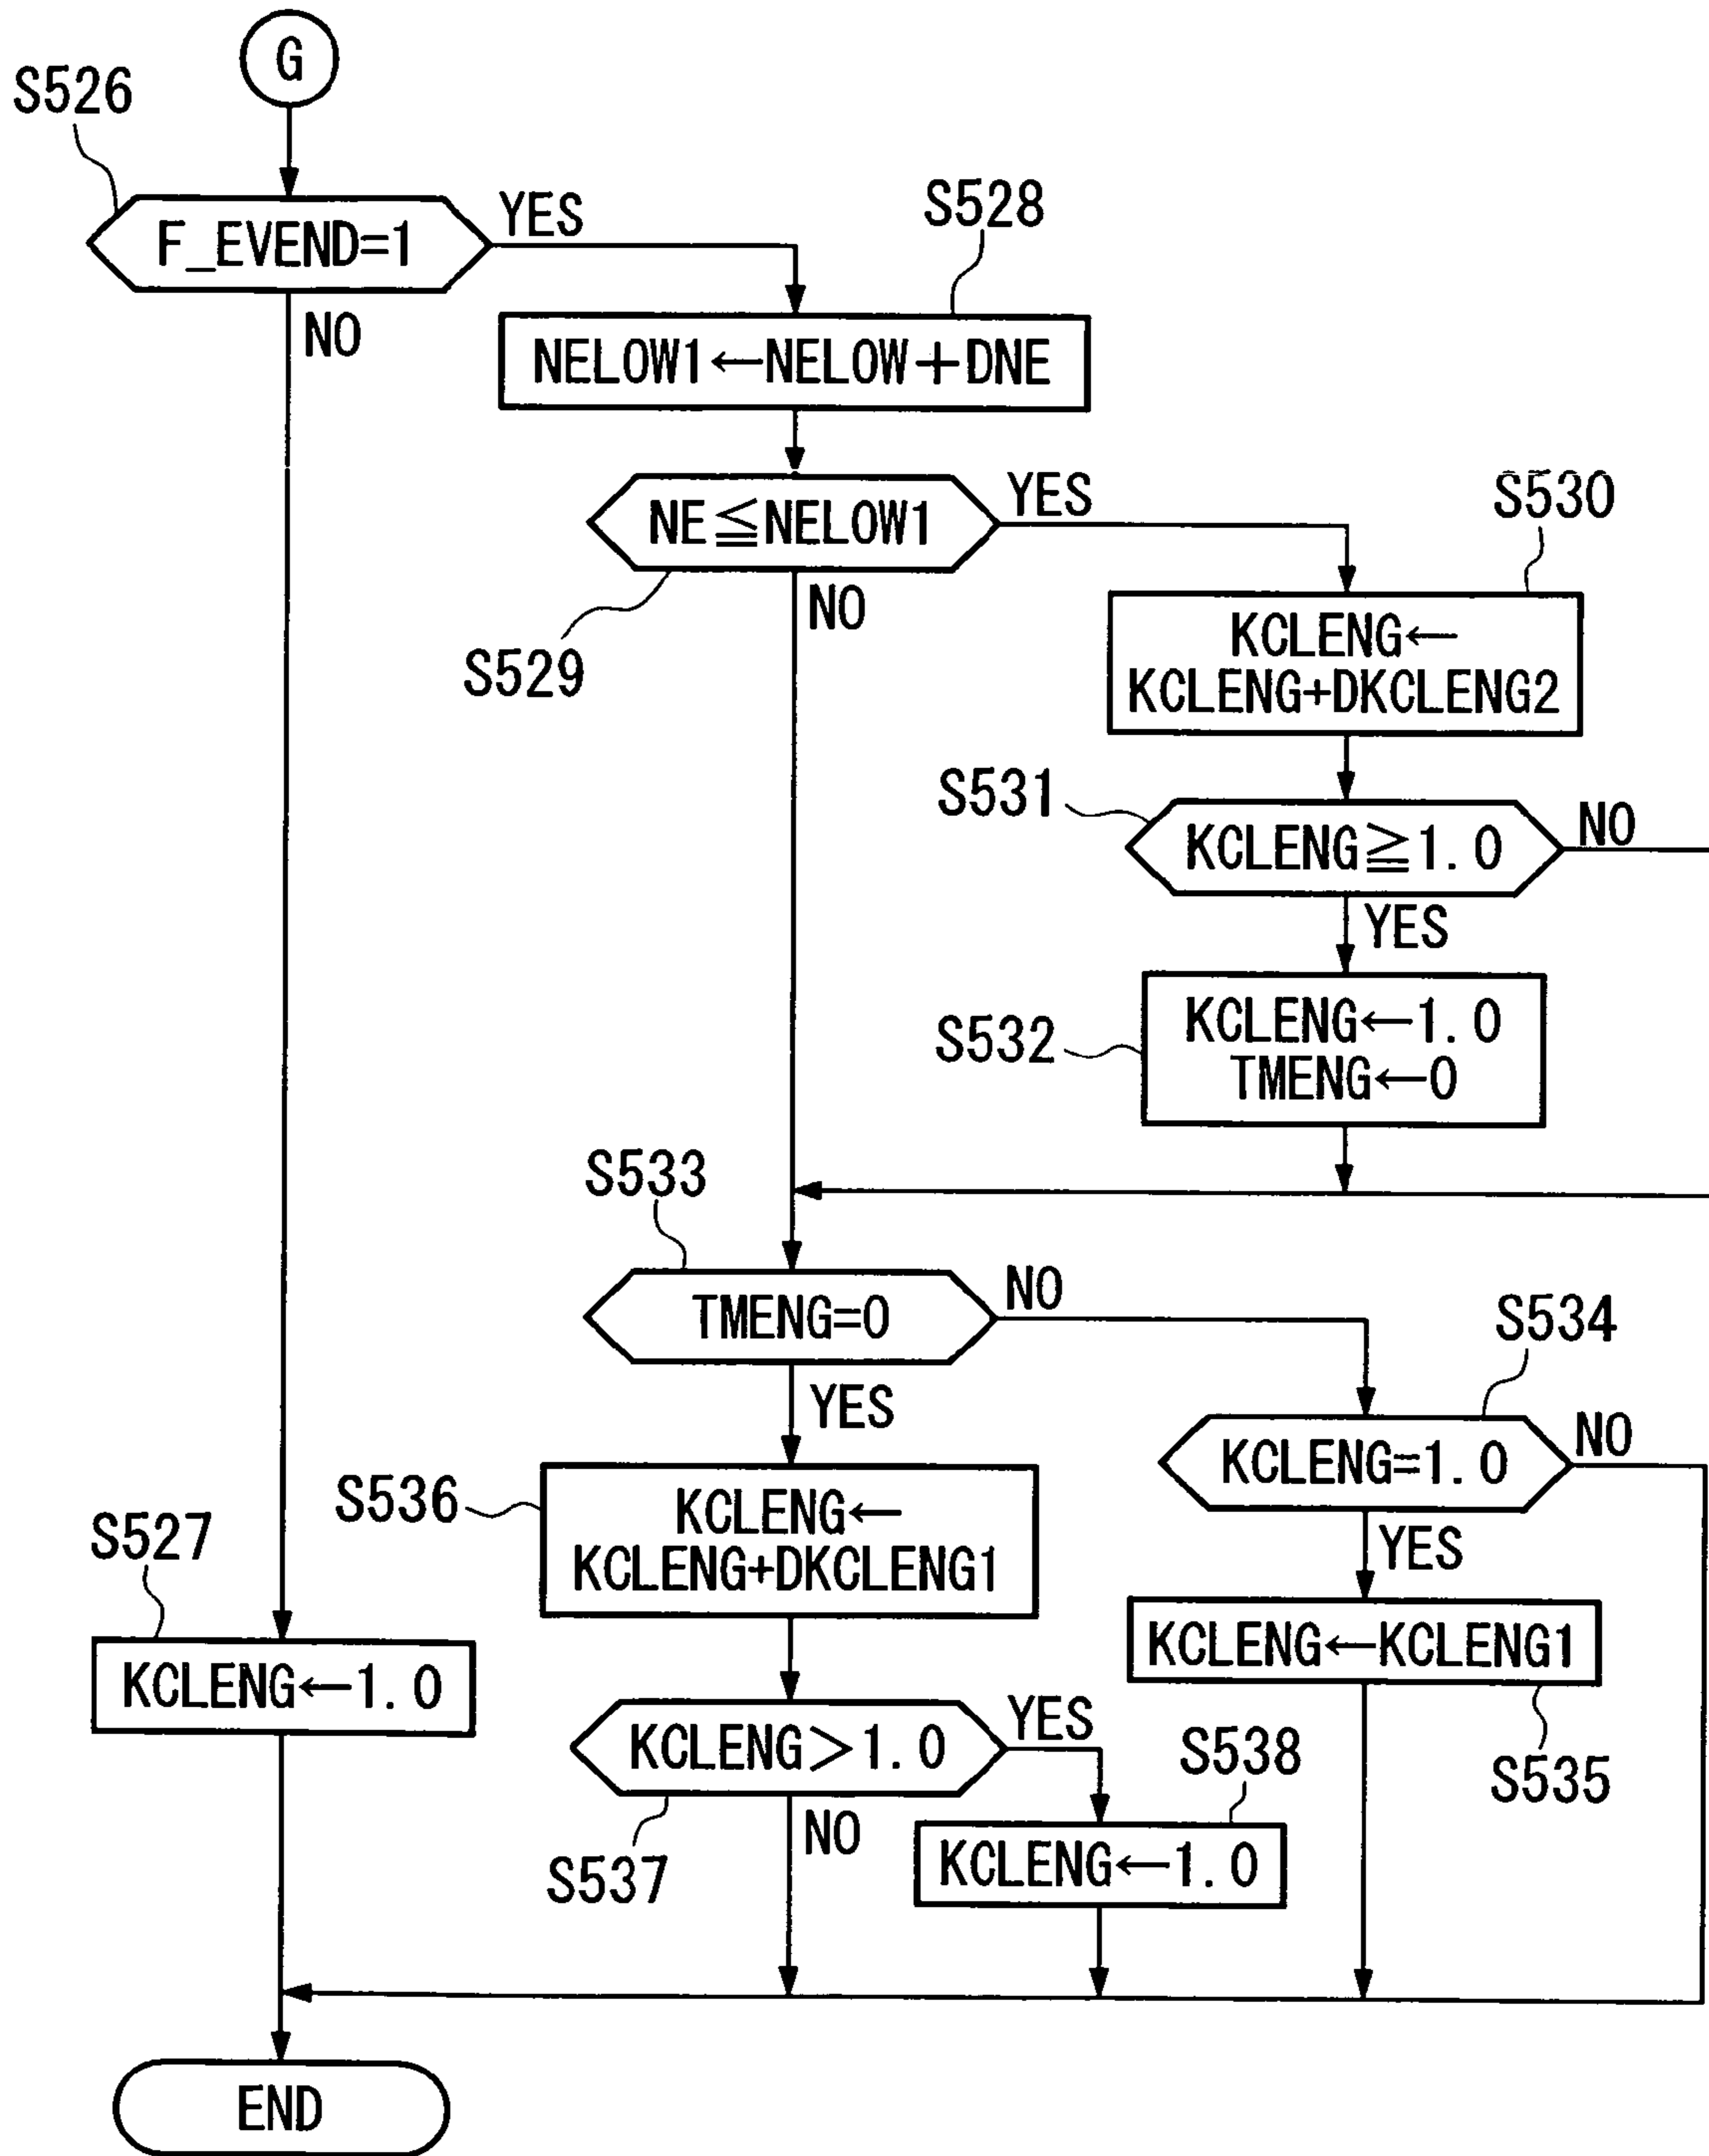 G
S526
F_EVEND=1
YES
NO
S528
NELOW1←NELOW+DNE
NE≦NELOW1
YES
NO
S529
S530
KCLENG←
KCLENG+DKCLENG2
S531
KCLENG≧1.0
NO
YES
S532
KCLENG←1.0
TMENG←0
S533
TMENG=0
NO
YES
S534
KCLENG=1.0
NO
YES
S536
KCLENG←
KCLENG+DKCLENG1
S527
KCLENG←1.0
KCLENG←KCLENG1
S535
KCLENG>1.0
YES
NO
S537
S538
KCLENG←1.0
END